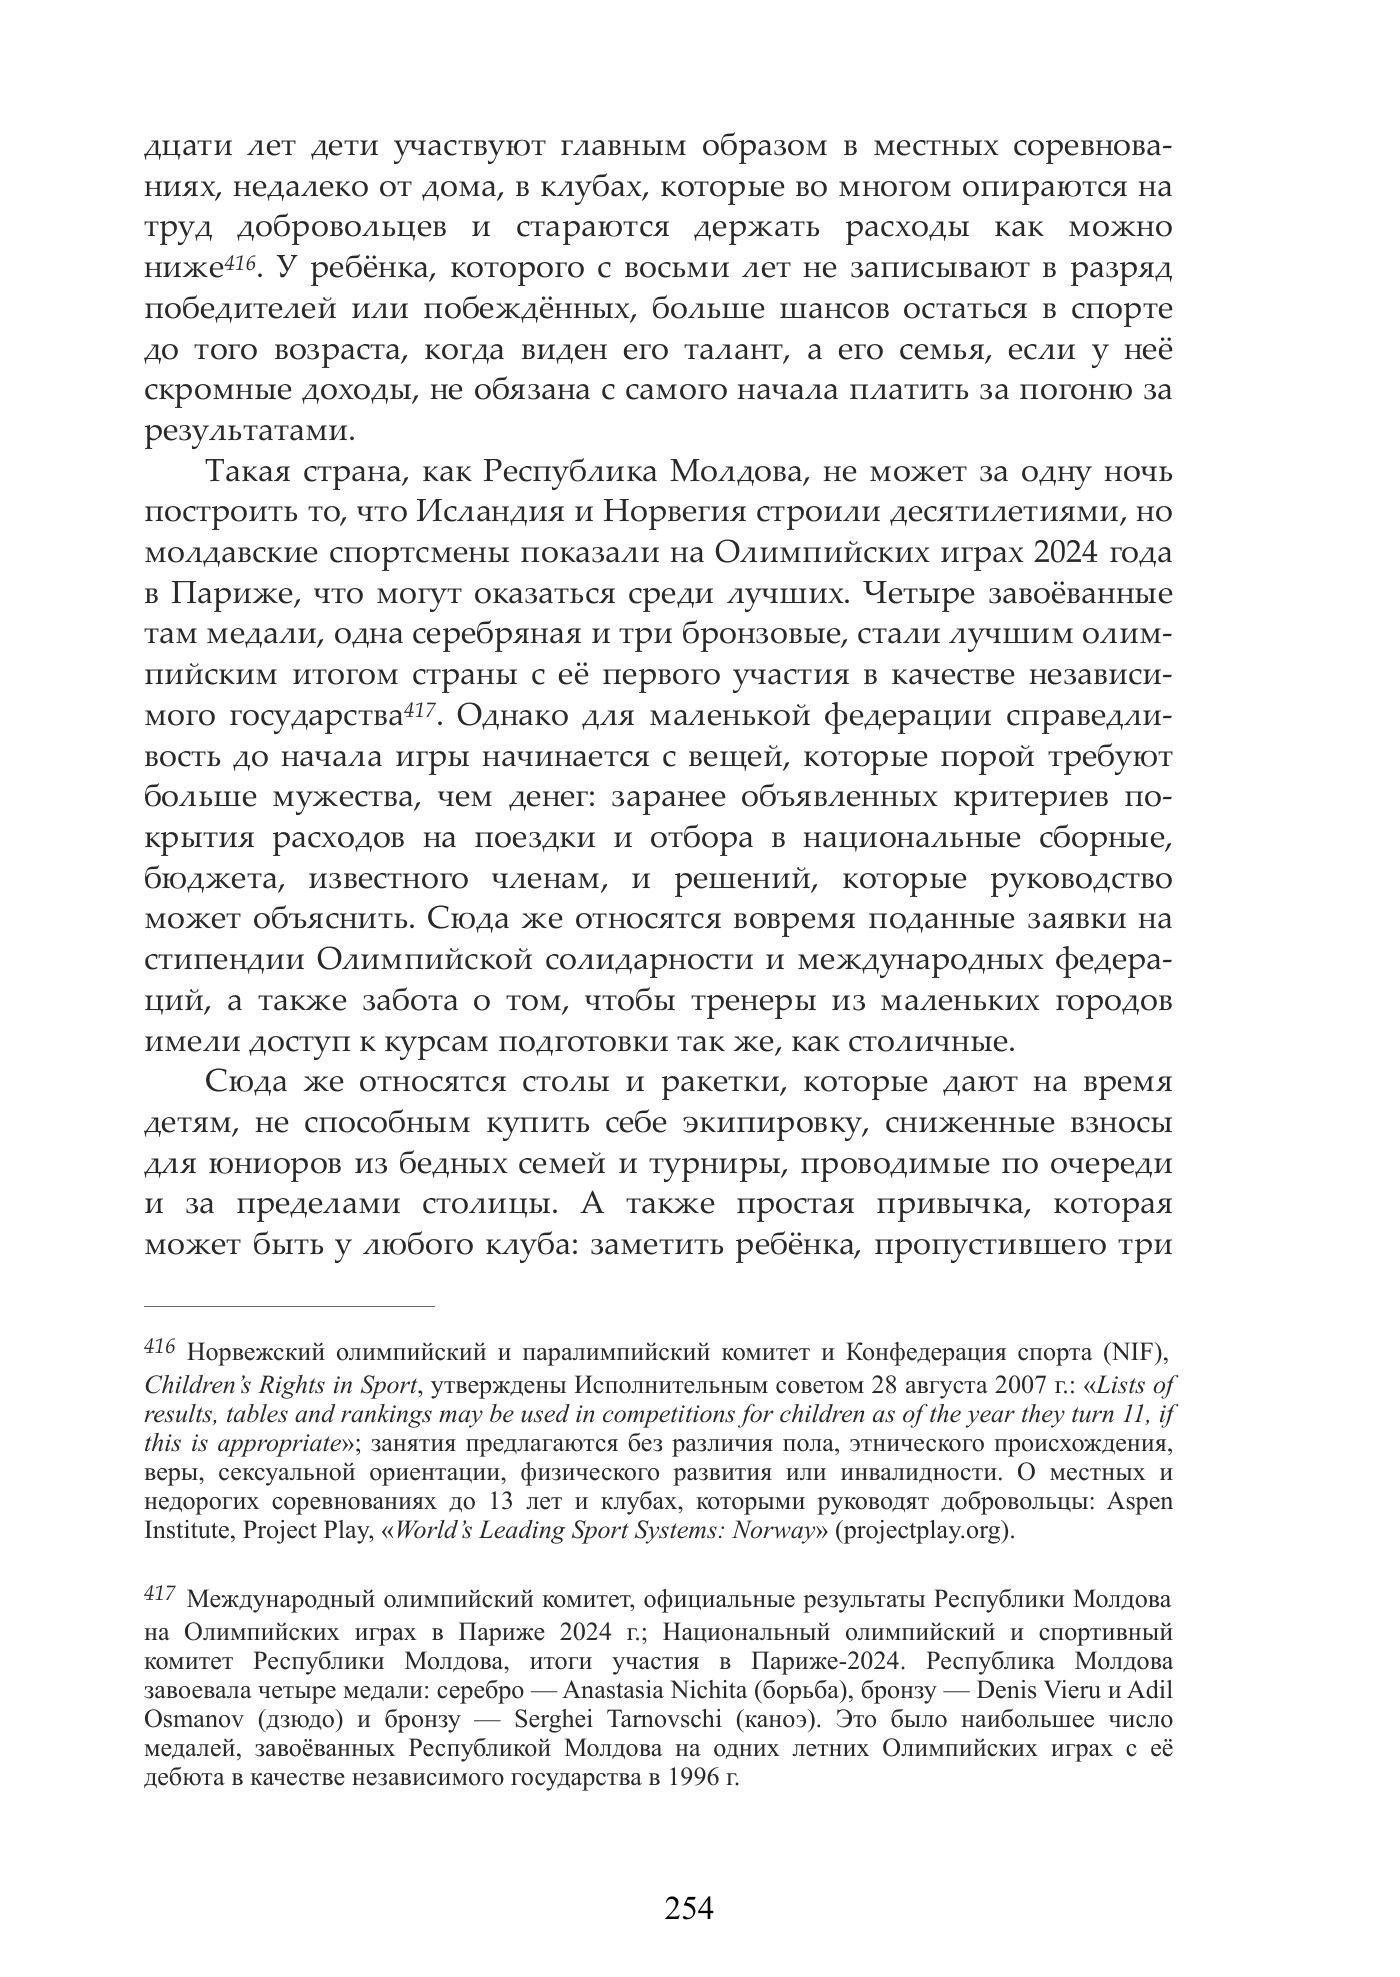 дцати лет дети участвуют главным образом в местных соревнова-
ниях, недалеко от дома, в клубах, которые во многом опираются на
труд добровольцев и стараются держать расходы как можно
ниже416. У ребёнка, которого с восьми лет не записывают в разряд
победителей или побеждённых, больше шансов остаться в спорте
до того возраста, когда виден его талант, а его семья, если у неё
скромные доходы, не обязана с самого начала платить за погоню за
результатами.
Такая страна, как Республика Молдова, не может за одну ночь
построить то, что Исландия и Норвегия строили десятилетиями, но
молдавские спортсмены показали на Олимпийских играх 2024 года
в Париже, что могут оказаться среди лучших. Четыре завоёванные
там медали, одна серебряная и три бронзовые, стали лучшим олим-
пийским итогом страны с её первого участия в качестве независи-
мого государства417. Однако для маленькой федерации справедли-
вость до начала игры начинается с вещей, которые порой требуют
больше мужества, чем денег: заранее объявленных критериев по-
крытия расходов на поездки и отбора в национальные сборные,
бюджета, известного членам, и решений, которые руководство
может объяснить. Сюда же относятся вовремя поданные заявки на
стипендии Олимпийской солидарности и международных федера-
ций, а также забота о том, чтобы тренеры из маленьких городов
имели доступ к курсам подготовки так же, как столичные.
Сюда же относятся столы и ракетки, которые дают на время
детям, не способным купить себе экипировку, сниженные взносы
для юниоров из бедных семей и турниры, проводимые по очереди
и за пределами столицы. А также простая привычка, которая
может быть у любого клуба: заметить ребёнка, пропустившего три
416 Норвежский олимпийский и паралимпийский комитет и Конфедерация спорта (NIF),
Children’s Rights in Sport, утверждены Исполнительным советом 28 августа 2007 г.: «Lists of
results, tables and rankings may be used in competitions for children as of the year they turn 11, if
this is appropriate»; занятия предлагаются без различия пола, этнического происхождения,
веры, сексуальной ориентации, физического развития или инвалидности. О местных и
недорогих соревнованиях до 13 лет и клубах, которыми руководят добровольцы: Aspen
Institute, Project Play, «World’s Leading Sport Systems: Norway» (projectplay.org).
417 Международный олимпийский комитет, официальные результаты Республики Молдова
на Олимпийских играх в Париже 2024 г.; Национальный олимпийский и спортивный
комитет Республики Молдова, итоги участия в Париже-2024. Республика Молдова
завоевала четыре медали: серебро — Anastasia Nichita (борьба), бронзу — Denis Vieru и Adil
Osmanov (дзюдо) и бронзу — Serghei Tarnovschi (каноэ). Это было наибольшее число
медалей, завоёванных Республикой Молдова на одних летних Олимпийских играх с её
дебюта в качестве независимого государства в 1996 г.
254